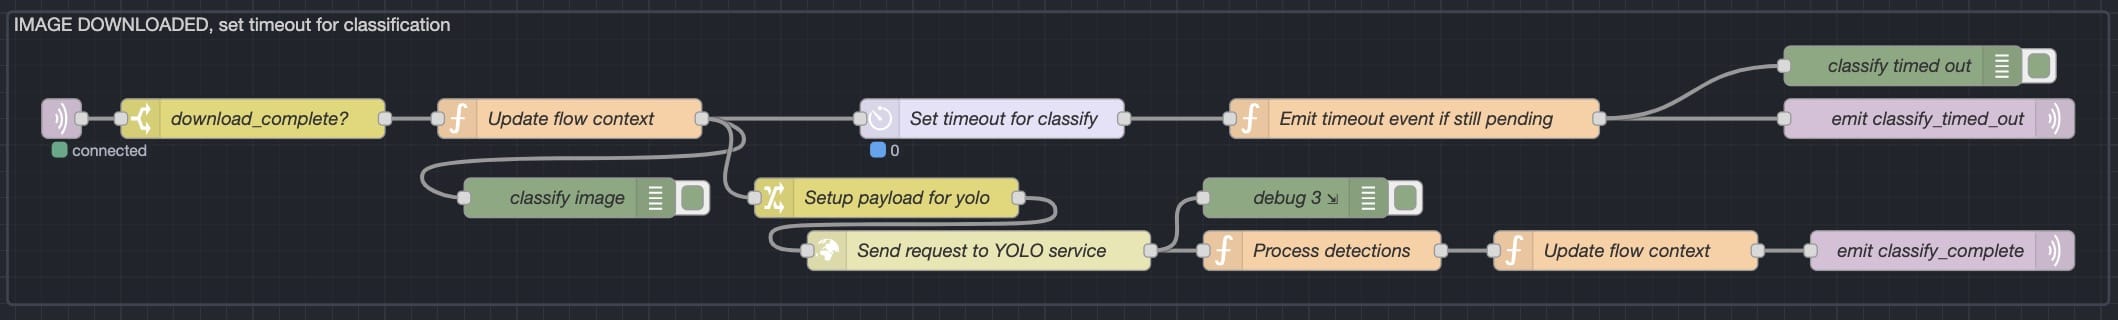 IMAGE DOWNLOADED, set timeout for classification
classify timed out
download_complete?
Update flow context
Set timeout for classify
Emit timeout event if still pending
emit classify_timed_out
connected
0
classify image
Setup payload for yolo
debug 3
Send request to YOLO service
Process detections
Update flow context
emit classify_complete